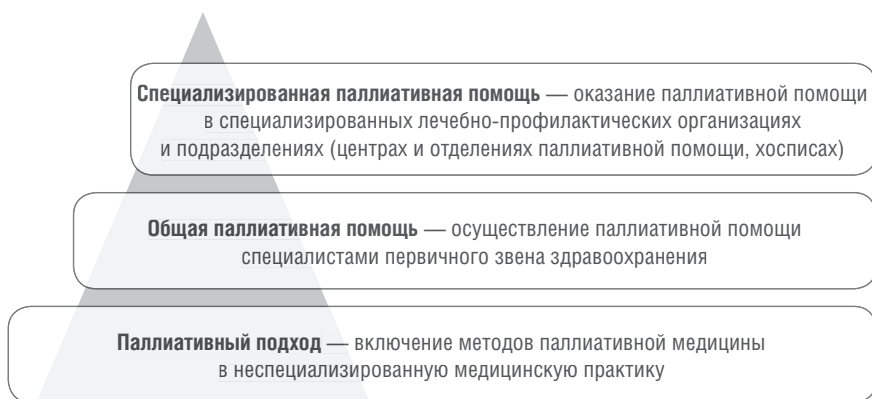 Специализированная паллиативная помощь — оказание паллиативной помощи
в специализированных лечебно-профилактических организациях
и подразделениях (центрах и отделениях паллиативной помощи, хосписах)
Общая паллиативная помощь — осуществление паллиативной помощи
специалистами первичного звена здравоохранения
Паллиативный подход — включение методов паллиативной медицины
в неспециализированную медицинскую практику